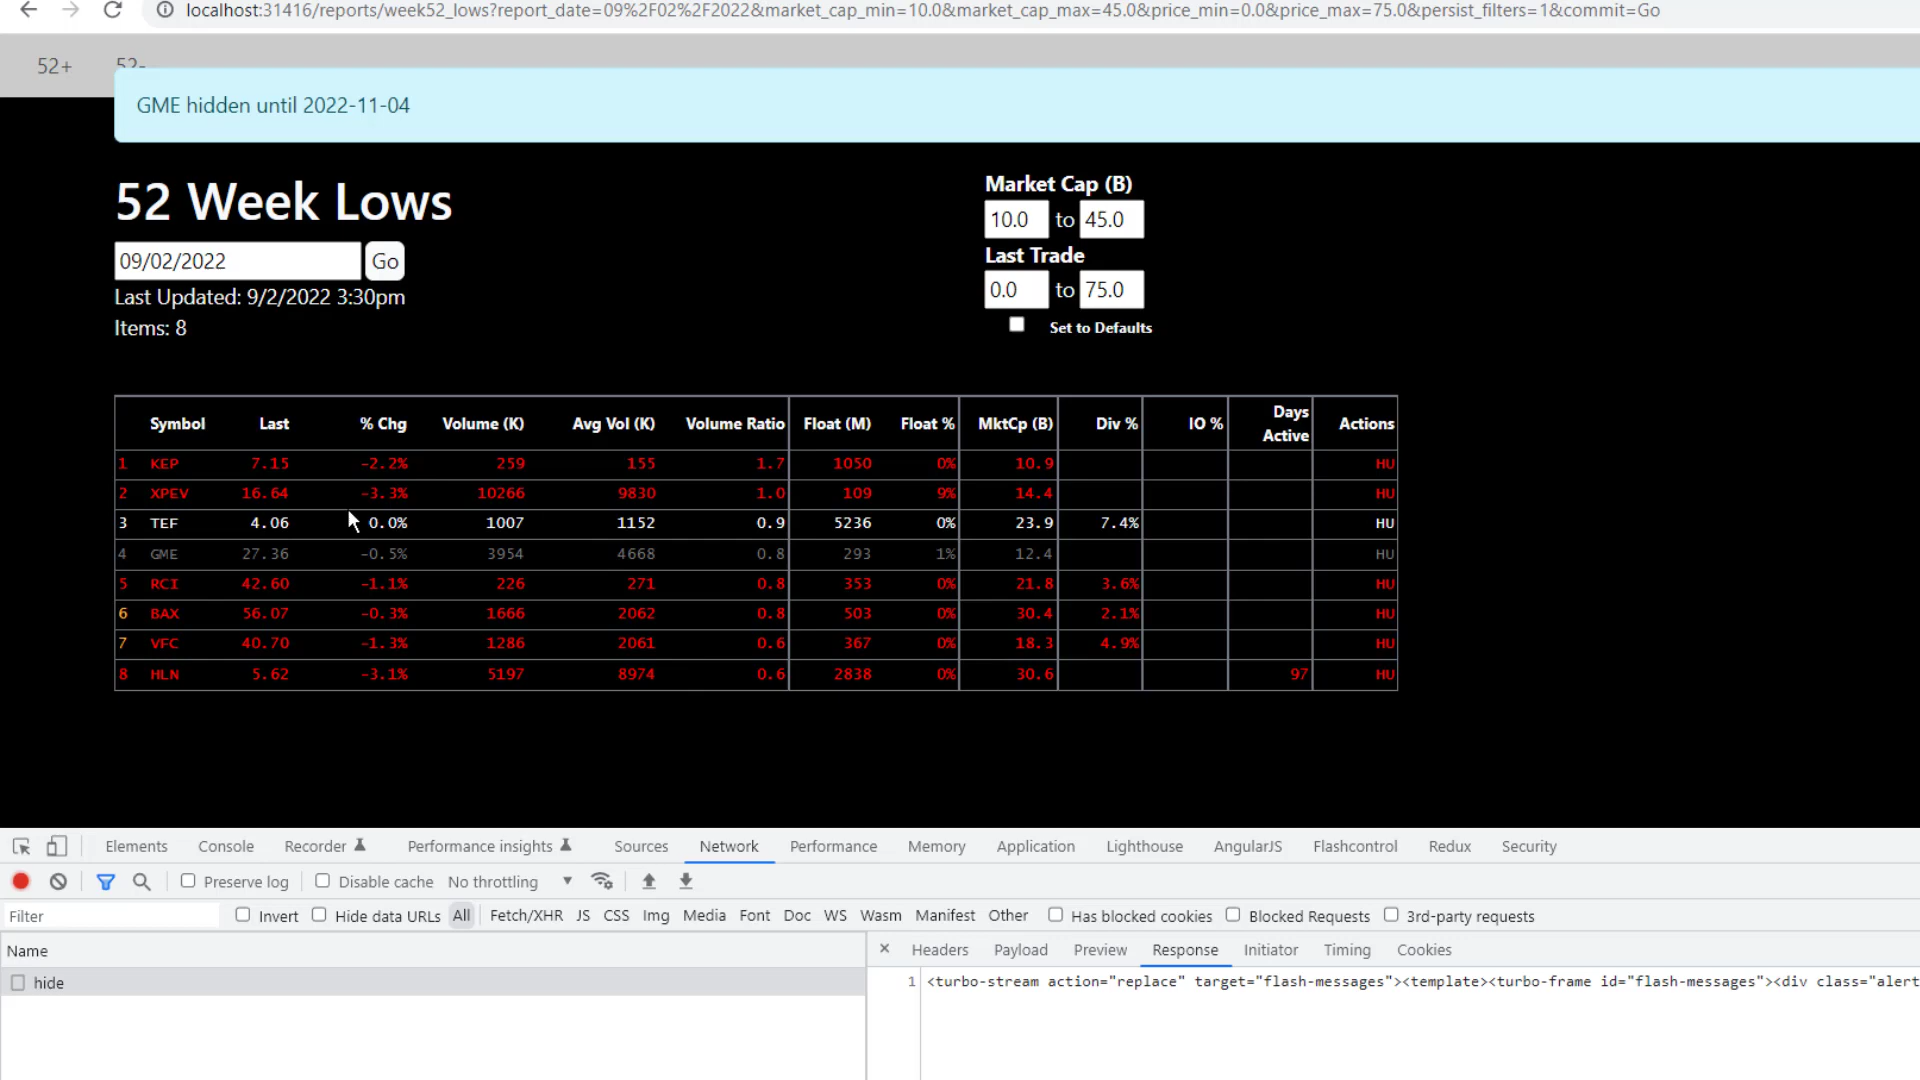 localhost:31416/reports/week52_lows?report_date=09%2F02%2F2022&market_cap_min=10.0&market_cap_max=45.0&price_min=0.0&price_max=75.0&persist_filters=1&commit=Go
52+ 52-
GME hidden until 2022-11-04
52 Week Lows
09/02/2022 Go
Last Updated: 9/2/2022 3:30pm
Items: 8
Market Cap (B)
10.0 to 45.0
Last Trade
0.0 to 75.0
Set to Defaults
Symbol Last % Chg Volume (K) Avg Vol (K) Volume Ratio Float (M) Float % MktCp (B) Div % IO % Days Active Actions
1 KEP 7.15 -2.2% 259 155 1.7 1050 0% 10.9 HU
2 XPEV 16.64 -3.3% 10266 9830 1.0 109 9% 14.4 HU
3 TEF 4.06 0.0% 1007 1152 0.9 5236 0% 23.9 7.4% HU
4 GME 27.36 -0.5% 3954 4668 0.8 293 1% 12.4 HU
5 RCI 42.60 -1.1% 226 271 0.8 353 0% 21.8 3.6% HU
6 BAX 56.07 -0.3% 1666 2062 0.8 503 0% 30.4 2.1% HU
7 VFC 40.70 -1.3% 1286 2061 0.6 367 0% 18.3 4.9% HU
8 HLN 5.62 -3.1% 5197 8974 0.6 2838 0% 30.6 97 HU
Elements Console Recorder Performance insights Sources Network Performance Memory Application Lighthouse AngularJS Flashcontrol Redux Security
Preserve log Disable cache No throttling
Filter Invert Hide data URLs All Fetch/XHR JS CSS Img Media Font Doc WS Wasm Manifest Other Has blocked cookies Blocked Requests 3rd-party requests
Name
hide
× Headers Payload Preview Response Initiator Timing Cookies
1 <turbo-stream action="replace" target="flash-messages"><template><turbo-frame id="flash-messages"><div class="alert